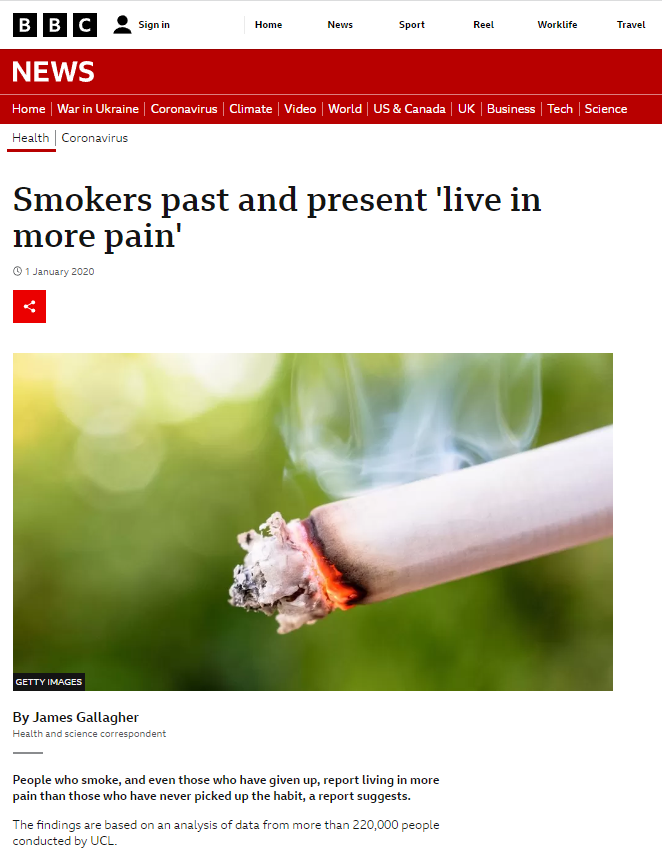 BBC Sign in Home News Sport Reel Worklife Travel
NEWS
Home War in Ukraine Coronavirus Climate Video World US & Canada UK Business Tech Science
Health Coronavirus
Smokers past and present 'live in
more pain'
1 January 2020
GETTY IMAGES
By James Gallagher
Health and science correspondent
People who smoke, and even those who have given up, report living in more
pain than those who have never picked up the habit, a report suggests.
The findings are based on an analysis of data from more than 220,000 people
conducted by UCL.